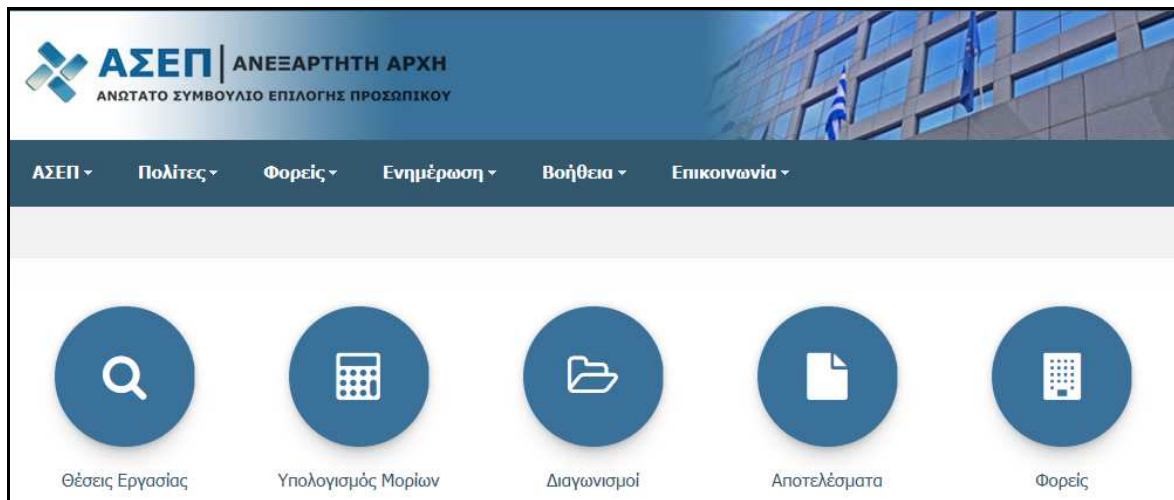 ΑΣΕΠ | ΑΝΕΞΑΡΤΗΤΗ ΑΡΧΗ
ΑΝΩΤΑΤΟ ΣΥΜΒΟΥΛΙΟ ΕΠΙΛΟΓΗΣ ΠΡΟΣΩΠΙΚΟΥ
ΑΣΕΠ Πολίτες Φορείς Ενημέρωση Βοήθεια Επικοινωνία
Θέσεις Εργασίας Υπολογισμός Μορίων Διαγωνισμοί Αποτελέσματα Φορείς